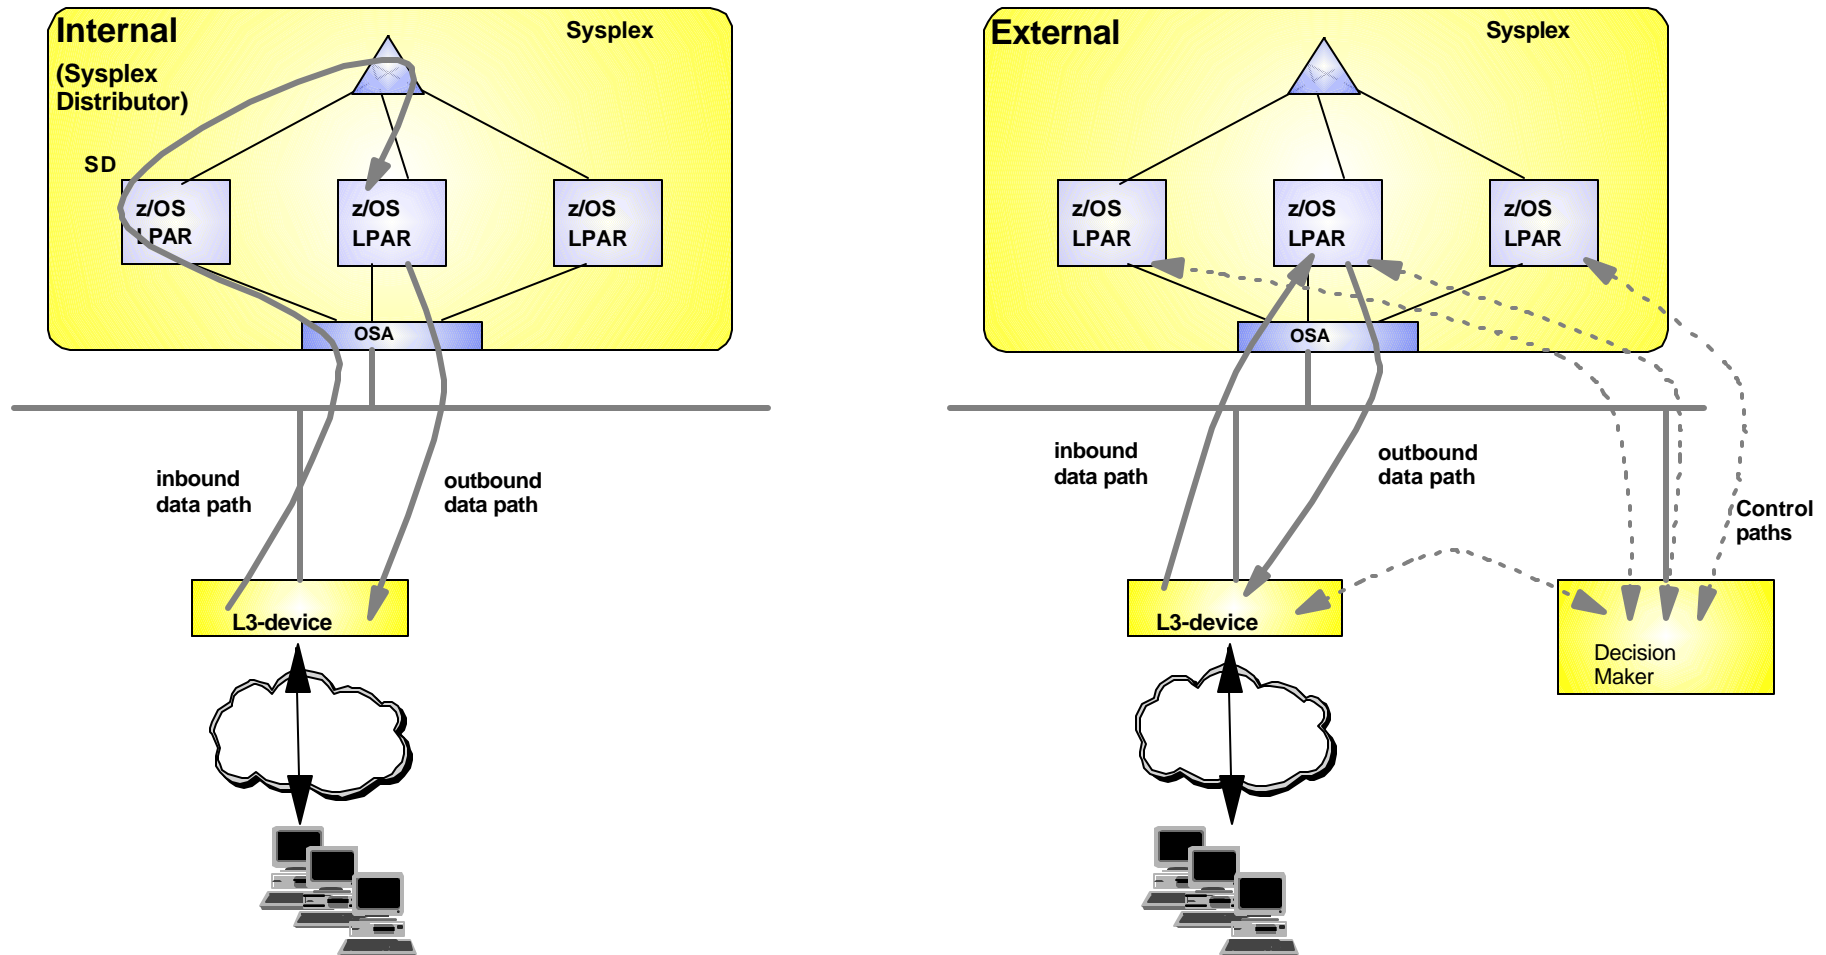 Internal
Sysplex
(Sysplex
Distributor)
SD
z/OS
LPAR
z/OS
LPAR
z/OS
LPAR
OSA
inbound
data path
outbound
data path
L3-device
External
Sysplex
z/OS
LPAR
z/OS
LPAR
z/OS
LPAR
OSA
inbound
data path
outbound
data path
Control
paths
L3-device
Decision
Maker